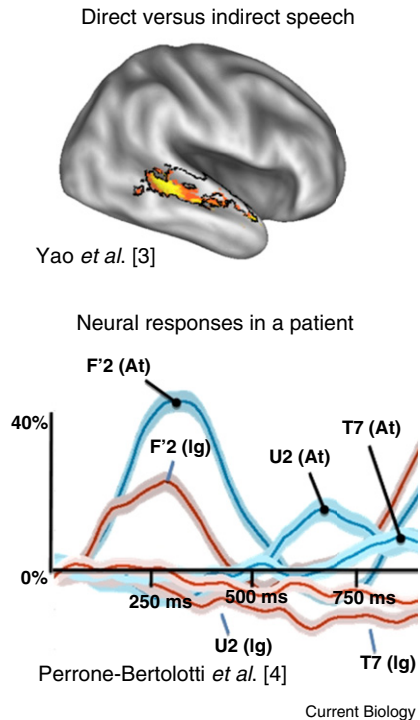 Direct versus indirect speech
Yao et al. [3]
Neural responses in a patient
F'2 (At)
40%
T7 (At)
F'2 (Ig)
U2 (At)
0%
250 ms
500 ms
750 ms
U2 (Ig)
T7 (Ig)
Perrone-Bertolotti et al. [4]
Current Biology